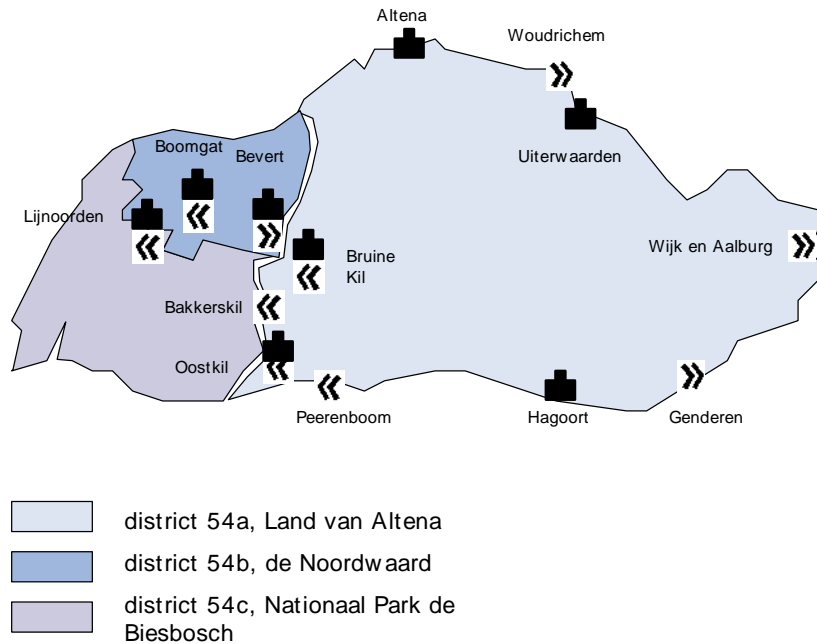 Altena
Woudrichem
Boomgat
Bevert
Uiterwaarden
Lijnoorden
Bruine
Kil
Wijk en Aalburg
Bakkerskil
Oostkil
Peerenboom
Hagoort
Genderen
district 54a, Land van Altena
district 54b, de Noordwaard
district 54c, Nationaal Park de
Biesbosch